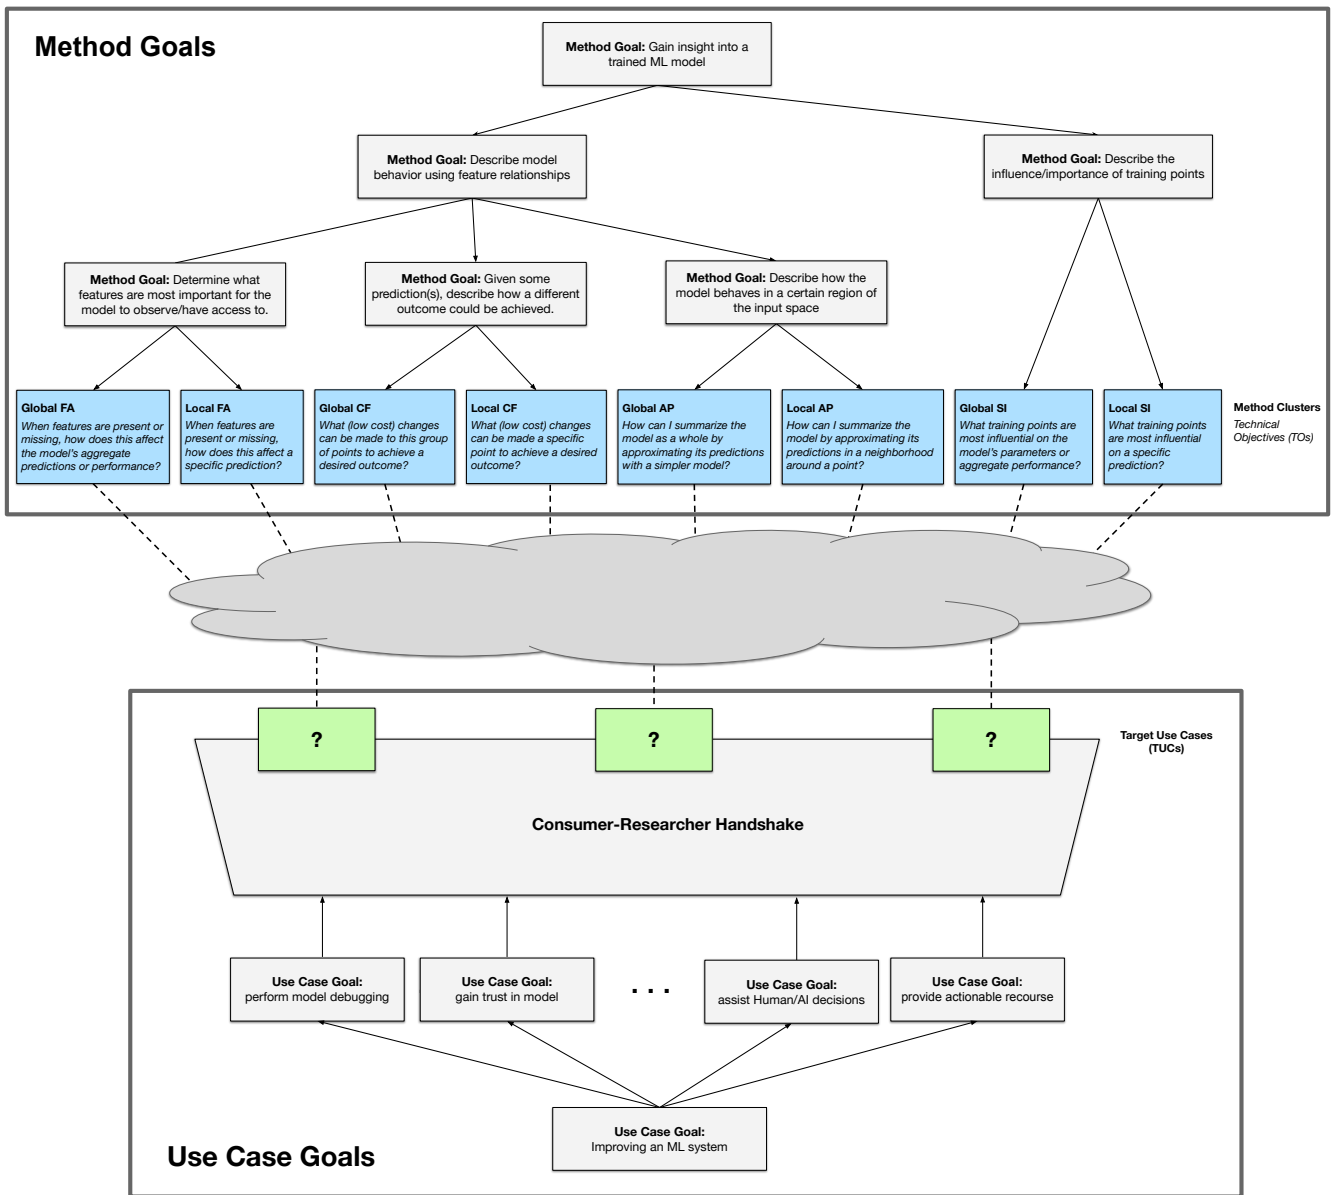 Method Goals
Method Goal: Gain insight into a
trained ML model
Method Goal: Describe model
behavior using feature relationships
Method Goal: Describe the
influence/importance of training points
Method Goal: Determine what
features are most important for the
model to observe/have access to.
Method Goal: Given some
prediction(s), describe how a different
outcome could be achieved.
Method Goal: Describe how the
model behaves in a certain region of
the input space
Global FA
When features are present or
missing, how does this affect
the model's aggregate
predictions or performance?
Local FA
When features are
present or missing,
how does this affect a
specific prediction?
Global CF
What (low cost) changes
can be made to this group
of points to achieve a
desired outcome?
Local CF
What (low cost) changes
can be made a specific
point to achieve a desired
outcome?
Global AP
How can I summarize the
model as a whole by
approximating its predictions
with a simpler model?
Local AP
How can I summarize the
model by approximating its
predictions in a neighborhood
around a point?
Global SI
What training points are
most influential on the
model's parameters or
aggregate performance?
Local SI
What training points
are most influential
on a specific
prediction?
Method Clusters
Technical
Objectives (TOs)
?
?
?
Target Use Cases
(TUCs)
Consumer-Researcher Handshake
Use Case Goal:
perform model debugging
Use Case Goal:
gain trust in model
. . .
Use Case Goal:
assist Human/AI decisions
Use Case Goal:
provide actionable recourse
Use Case Goal:
Improving an ML system
Use Case Goals